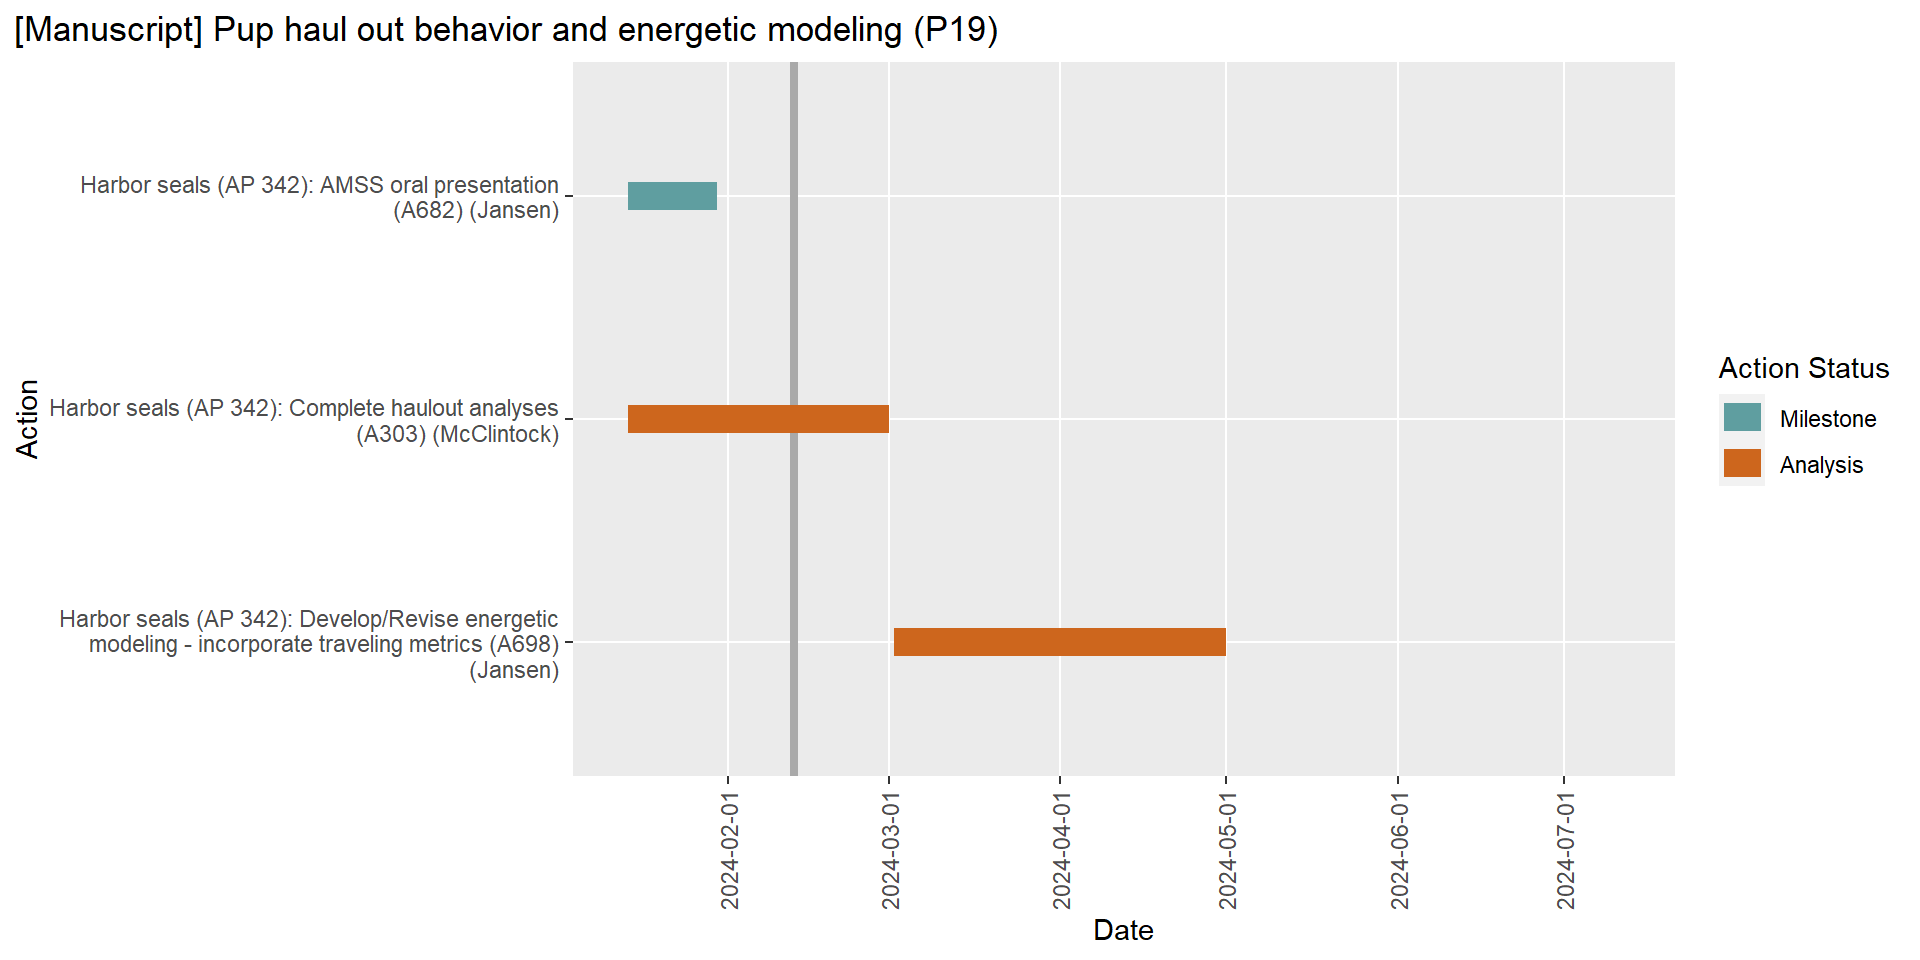 [Manuscript] Pup haul out behavior and energetic modeling (P19)
Harbor seals (AP 342): AMSS oral presentation
(A682) (Jansen)
Harbor seals (AP 342): Complete haulout analyses
(A303) (McClintock)
Harbor seals (AP 342): Develop/Revise energetic
modeling - incorporate traveling metrics (A698)
(Jansen)
Action
2024-02-01
2024-03-01
2024-04-01
2024-05-01
2024-06-01
2024-07-01
Date
Action Status
Milestone
Analysis